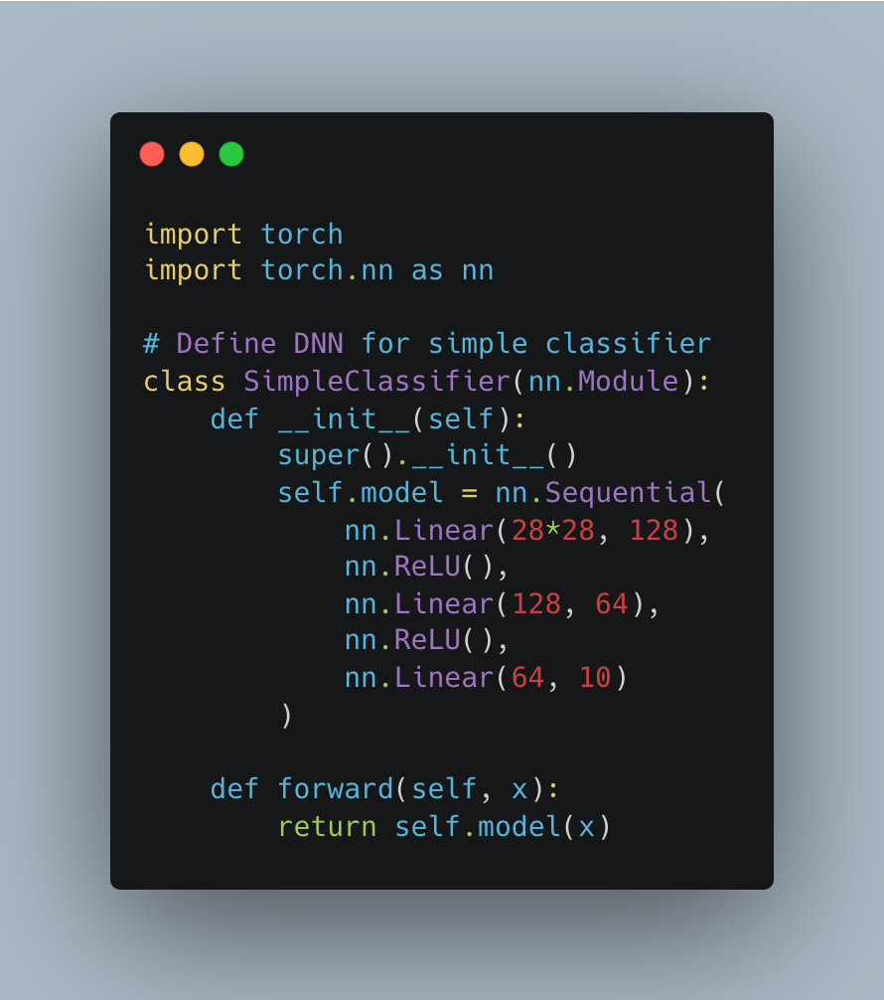 import torch
import torch.nn as nn

# Define DNN for simple classifier
class SimpleClassifier(nn.Module):
    def __init__(self):
        super().__init__()
        self.model = nn.Sequential(
            nn.Linear(28*28, 128),
            nn.ReLU(),
            nn.Linear(128, 64),
            nn.ReLU(),
            nn.Linear(64, 10)
        )

    def forward(self, x):
        return self.model(x)